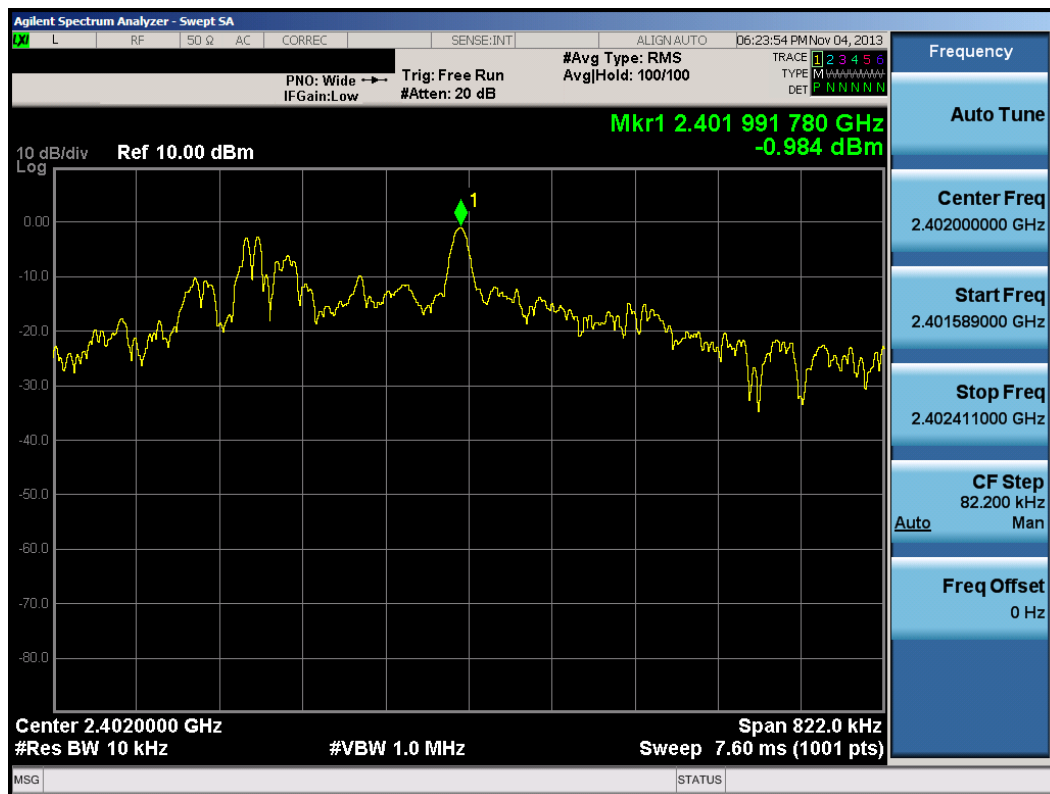 Agilent Spectrum Analyzer - Swept SA
LXI L RF 50 Ω AC CORREC SENSE:INT ALIGN AUTO 06:23:54 PM Nov 04, 2013
PNO: Wide
IFGain:Low
Trig: Free Run
#Atten: 20 dB
#Avg Type: RMS
Avg|Hold: 100/100
TRACE 1 2 3 4 5 6
TYPE M
DET P N N N N N
Mkr1 2.401 991 780 GHz
-0.984 dBm
10 dB/div Ref 10.00 dBm
Log
1
0.00
-10.0
-20.0
-30.0
-40.0
-50.0
-60.0
-70.0
-80.0
Center 2.4020000 GHz Span 822.0 kHz
#Res BW 10 kHz #VBW 1.0 MHz Sweep 7.60 ms (1001 pts)
MSG STATUS
Frequency
Auto Tune
Center Freq
2.402000000 GHz
Start Freq
2.401589000 GHz
Stop Freq
2.402411000 GHz
CF Step
82.200 kHz
Auto Man
Freq Offset
0 Hz